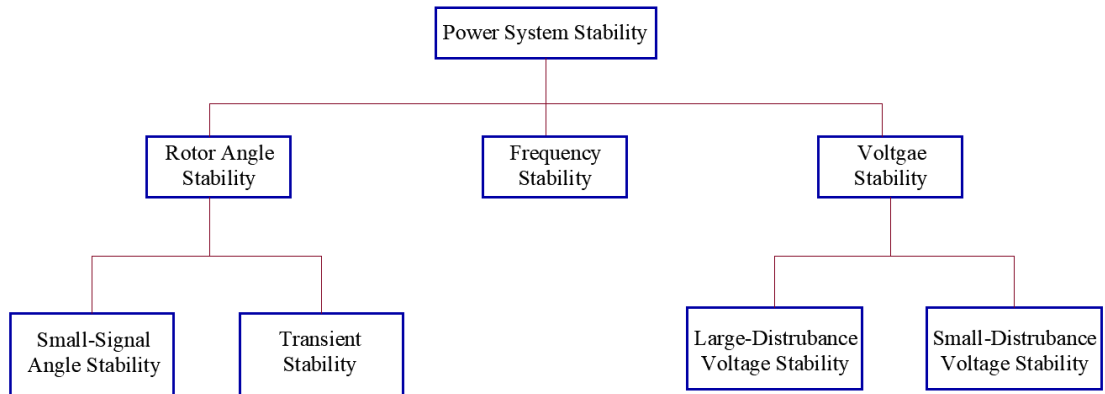 Power System Stability
Rotor Angle
Stability
Frequency
Stability
Voltgae
Stability
Small-Signal
Angle Stability
Transient
Stability
Large-Distrubance
Voltage Stability
Small-Distrubance
Voltage Stability